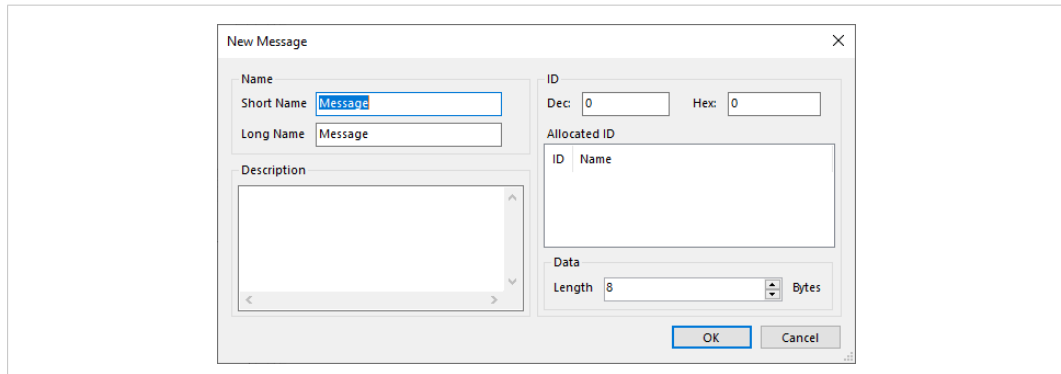 New Message
Name
Short Name Message
Long Name Message
Description
ID
Dec: 0 Hex: 0
Allocated ID
ID Name
Data
Length 8 Bytes
OK Cancel